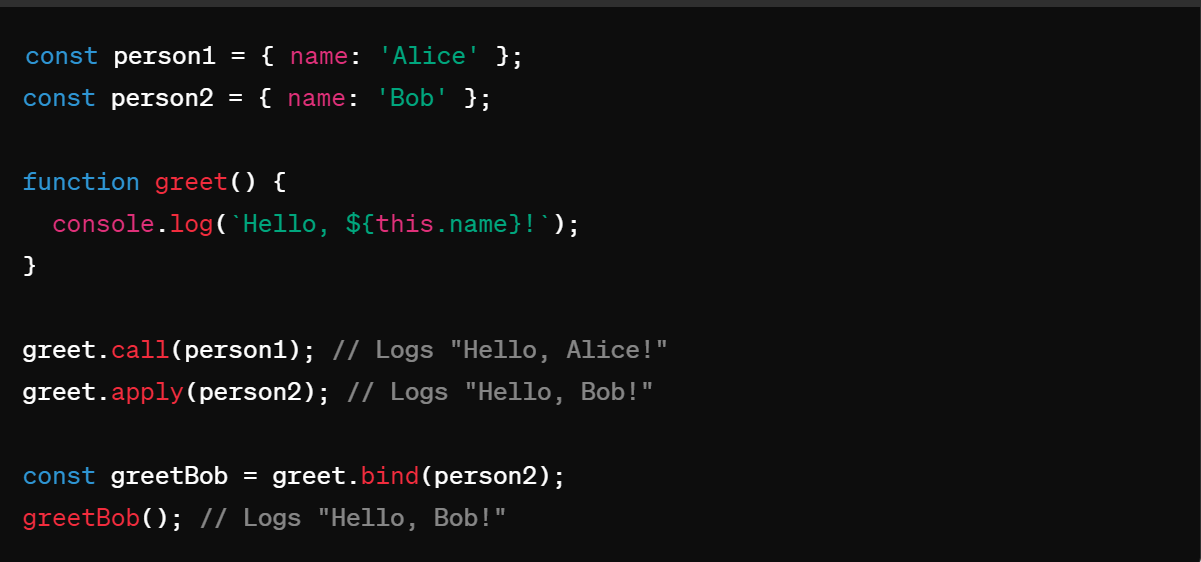 const person1 = { name: 'Alice' };
const person2 = { name: 'Bob' };

function greet() {
  console.log(`Hello, ${this.name}!`);
}

greet.call(person1); // Logs "Hello, Alice!"
greet.apply(person2); // Logs "Hello, Bob!"

const greetBob = greet.bind(person2);
greetBob(); // Logs "Hello, Bob!"